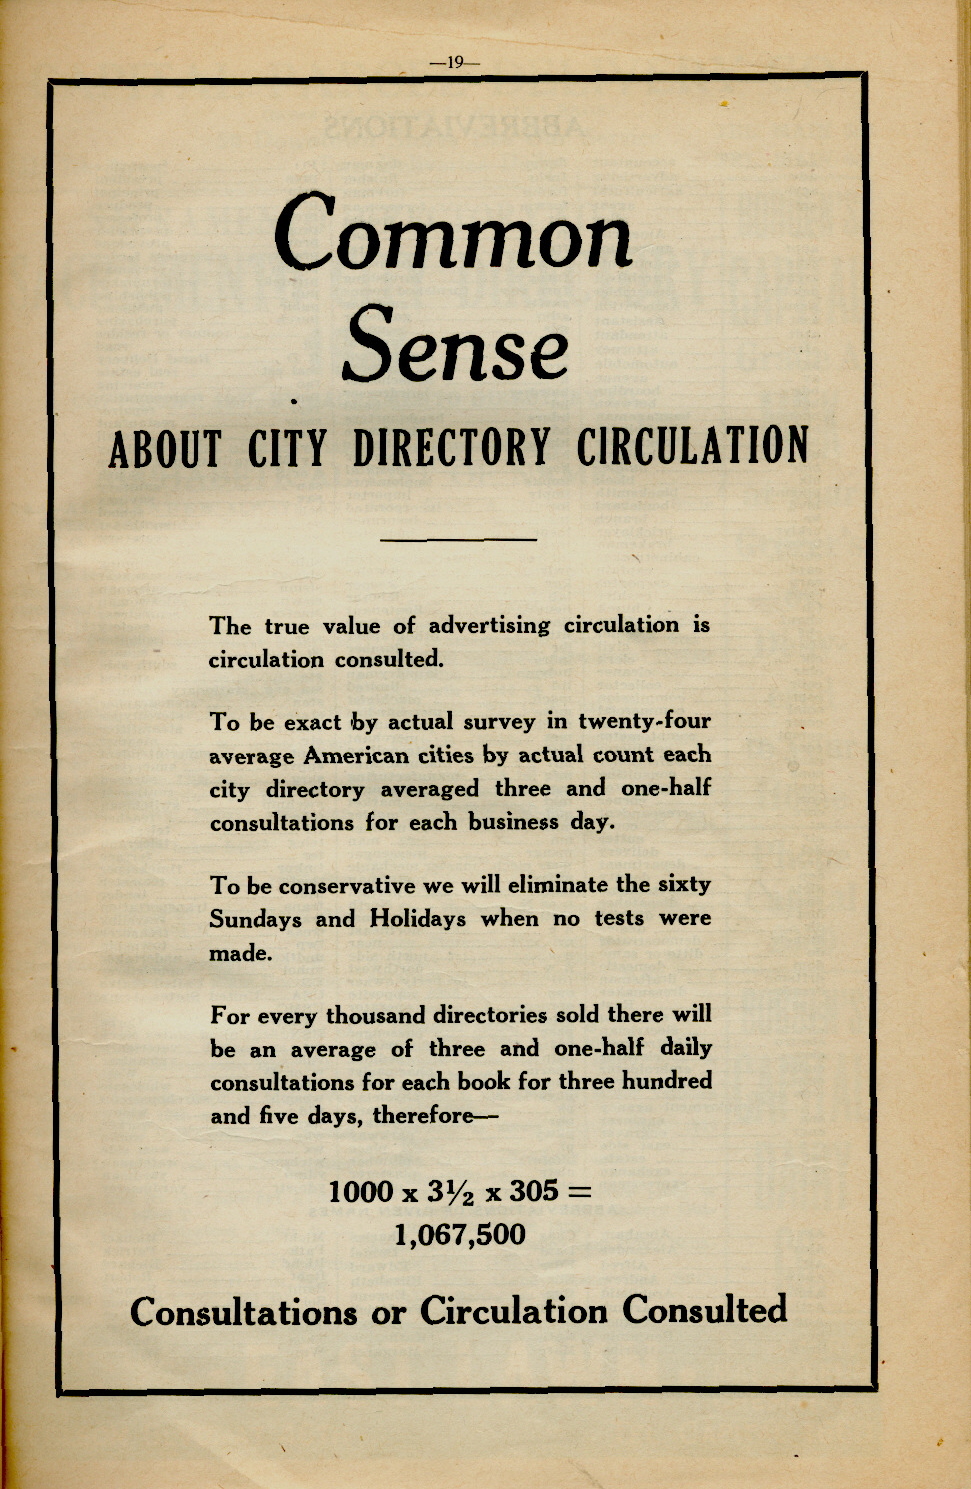 —19—
Common
Sense
ABOUT CITY DIRECTORY CIRCULATION
The true value of advertising circulation is
circulation consulted.
To be exact by actual survey in twenty-four
average American cities by actual count each
city directory averaged three and one-half
consultations for each business day.
To be conservative we will eliminate the sixty
Sundays and Holidays when no tests were
made.
For every thousand directories sold there will
be an average of three and one-half daily
consultations for each book for three hundred
and five days, therefore—
1000 x 3½ x 305 =
1,067,500
Consultations or Circulation Consulted